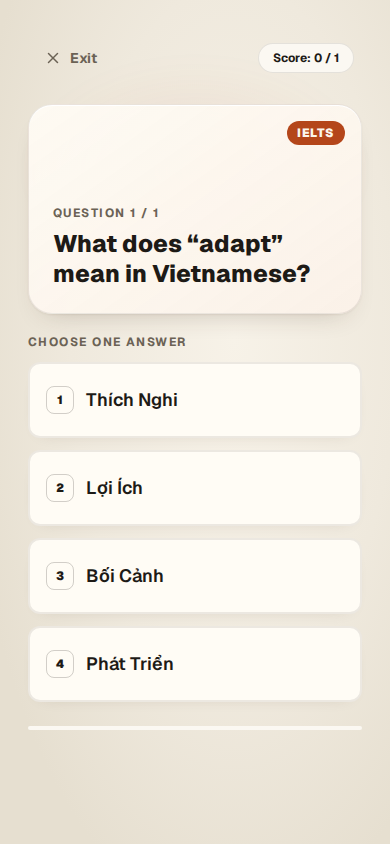 Exit
Score: 0 / 1
IELTS
QUESTION 1 / 1
What does “adapt”
mean in Vietnamese?
CHOOSE ONE ANSWER
1 Thích Nghi
2 Lợi Ích
3 Bối Cảnh
4 Phát Triển